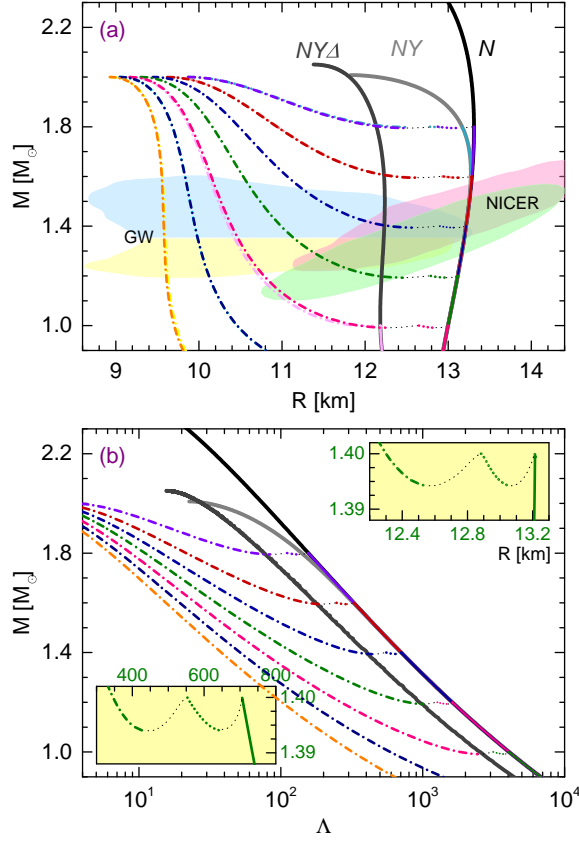 (a)
NYΔ
NY
N
2.2
1.8
1.4
1.0
M [M☉]
GW
NICER
9
10
11
12
13
14
R [km]
(b)
2.2
1.8
1.4
1.0
M [M☉]
1.40
1.39
12.4
12.8
13.2
R [km]
400
600
800
1.40
1.39
10¹
10²
10³
10⁴
Λ